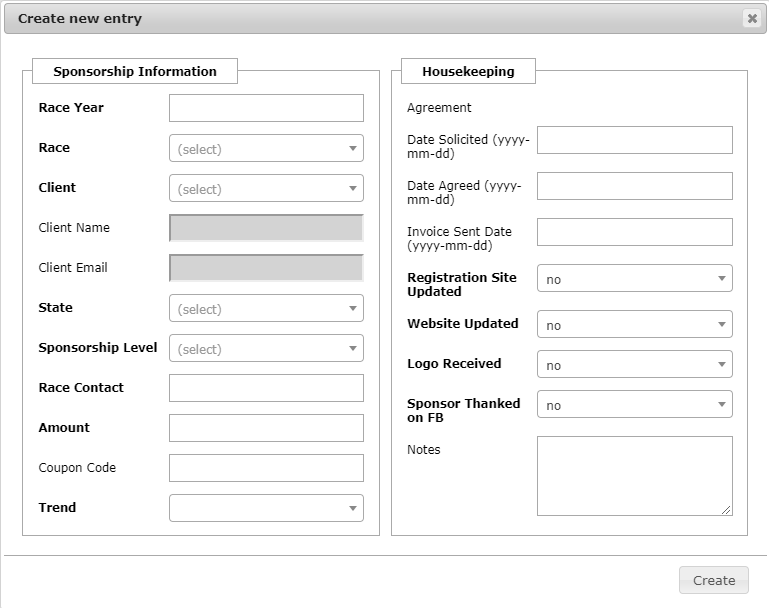 Create new entry
Sponsorship Information
Race Year
Race
(select)
Client
(select)
Client Name
Client Email
State
(select)
Sponsorship Level
(select)
Race Contact
Amount
Coupon Code
Trend
Housekeeping
Agreement
Date Solicited (yyyy-
mm-dd)
Date Agreed (yyyy-
mm-dd)
Invoice Sent Date
(yyyy-mm-dd)
Registration Site
Updated
no
Website Updated
no
Logo Received
no
Sponsor Thanked
on FB
no
Notes
Create